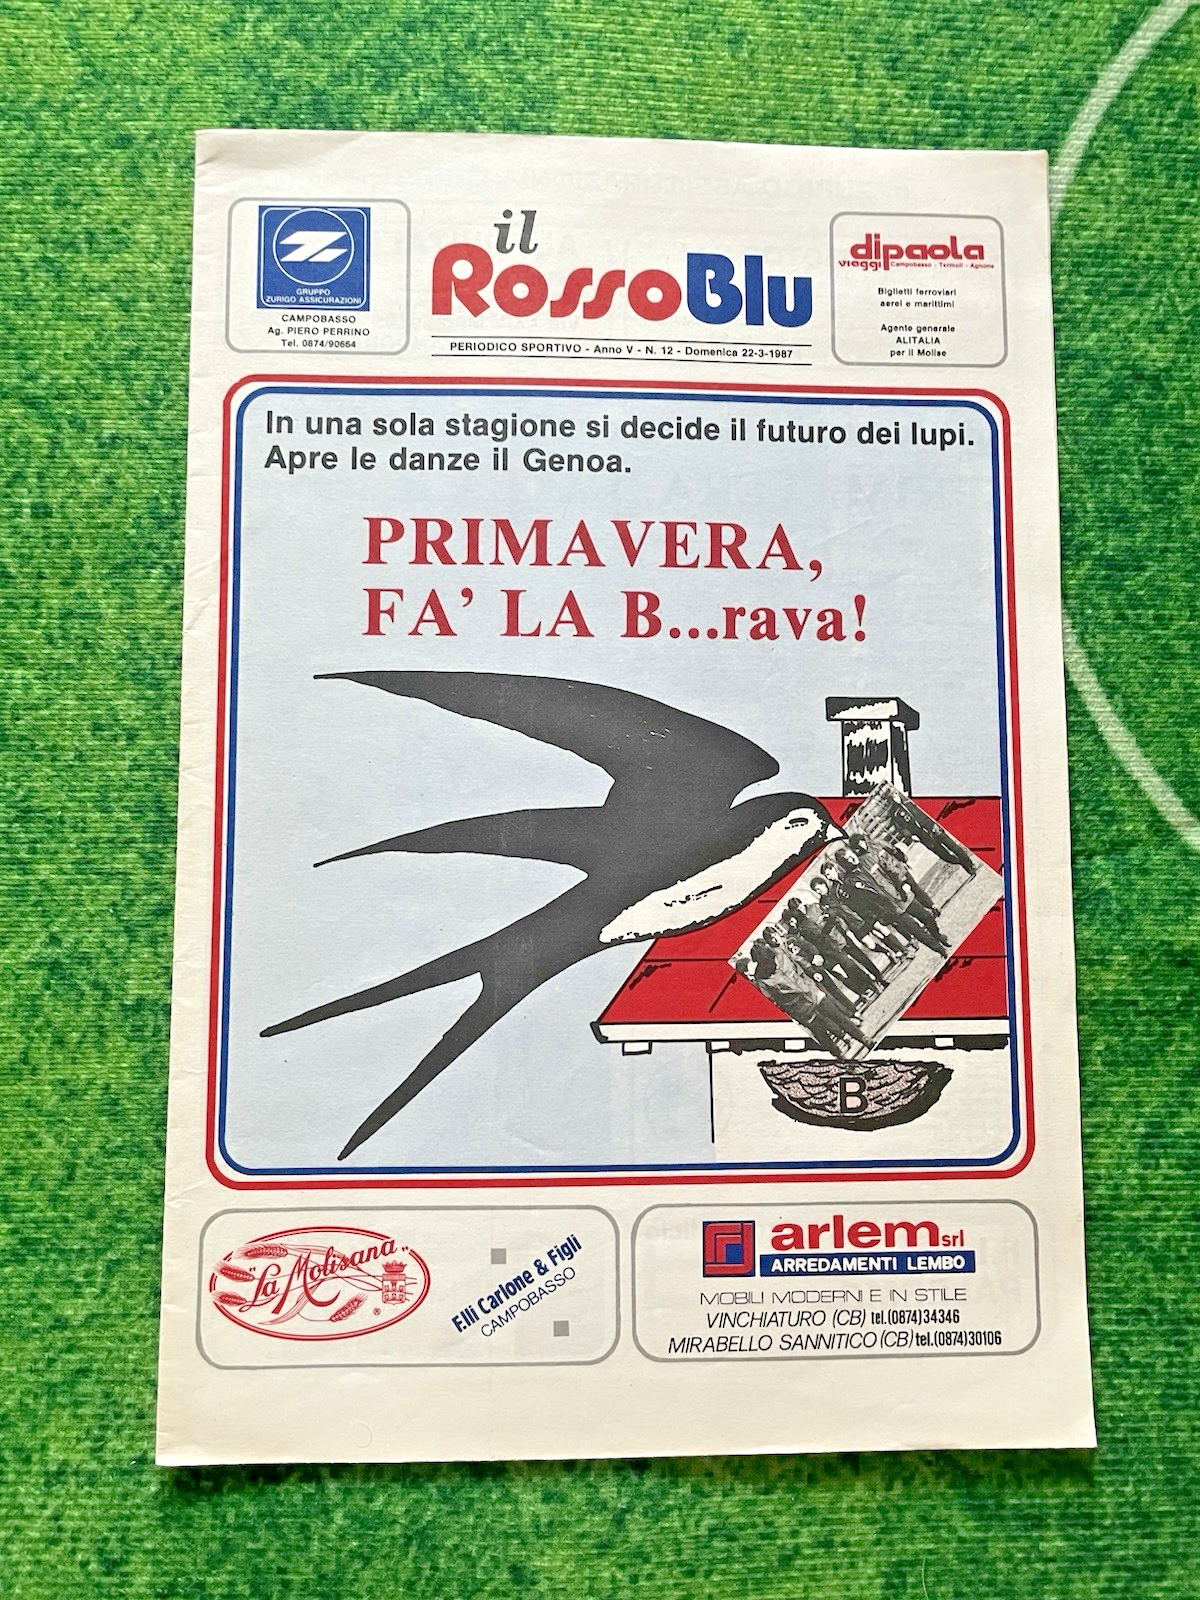 GRUPPO
ZURIGO ASSICURAZIONI
CAMPOBASSO
Ag. PIERO PERRINO
Tel. 0874/90664
il
RossoBlu
PERIODICO SPORTIVO - Anno V - N. 12 - Domenica 22-3-1987
dipaola
viaggi Campobasso - Termoli - Agnone
Biglietti ferroviari
aerei e marittimi
Agente generale
ALITALIA
per il Molise
In una sola stagione si decide il futuro dei lupi.
Apre le danze il Genoa.
PRIMAVERA,
FA' LA B...rava!
B
"La Molisana"
F.lli Carlone & Figli
CAMPOBASSO
arlem srl
ARREDAMENTI LEMBO
MOBILI MODERNI E IN STILE
VINCHIATURO (CB) tel.(0874)34346
MIRABELLO SANNITICO (CB) tel.(0874)30106